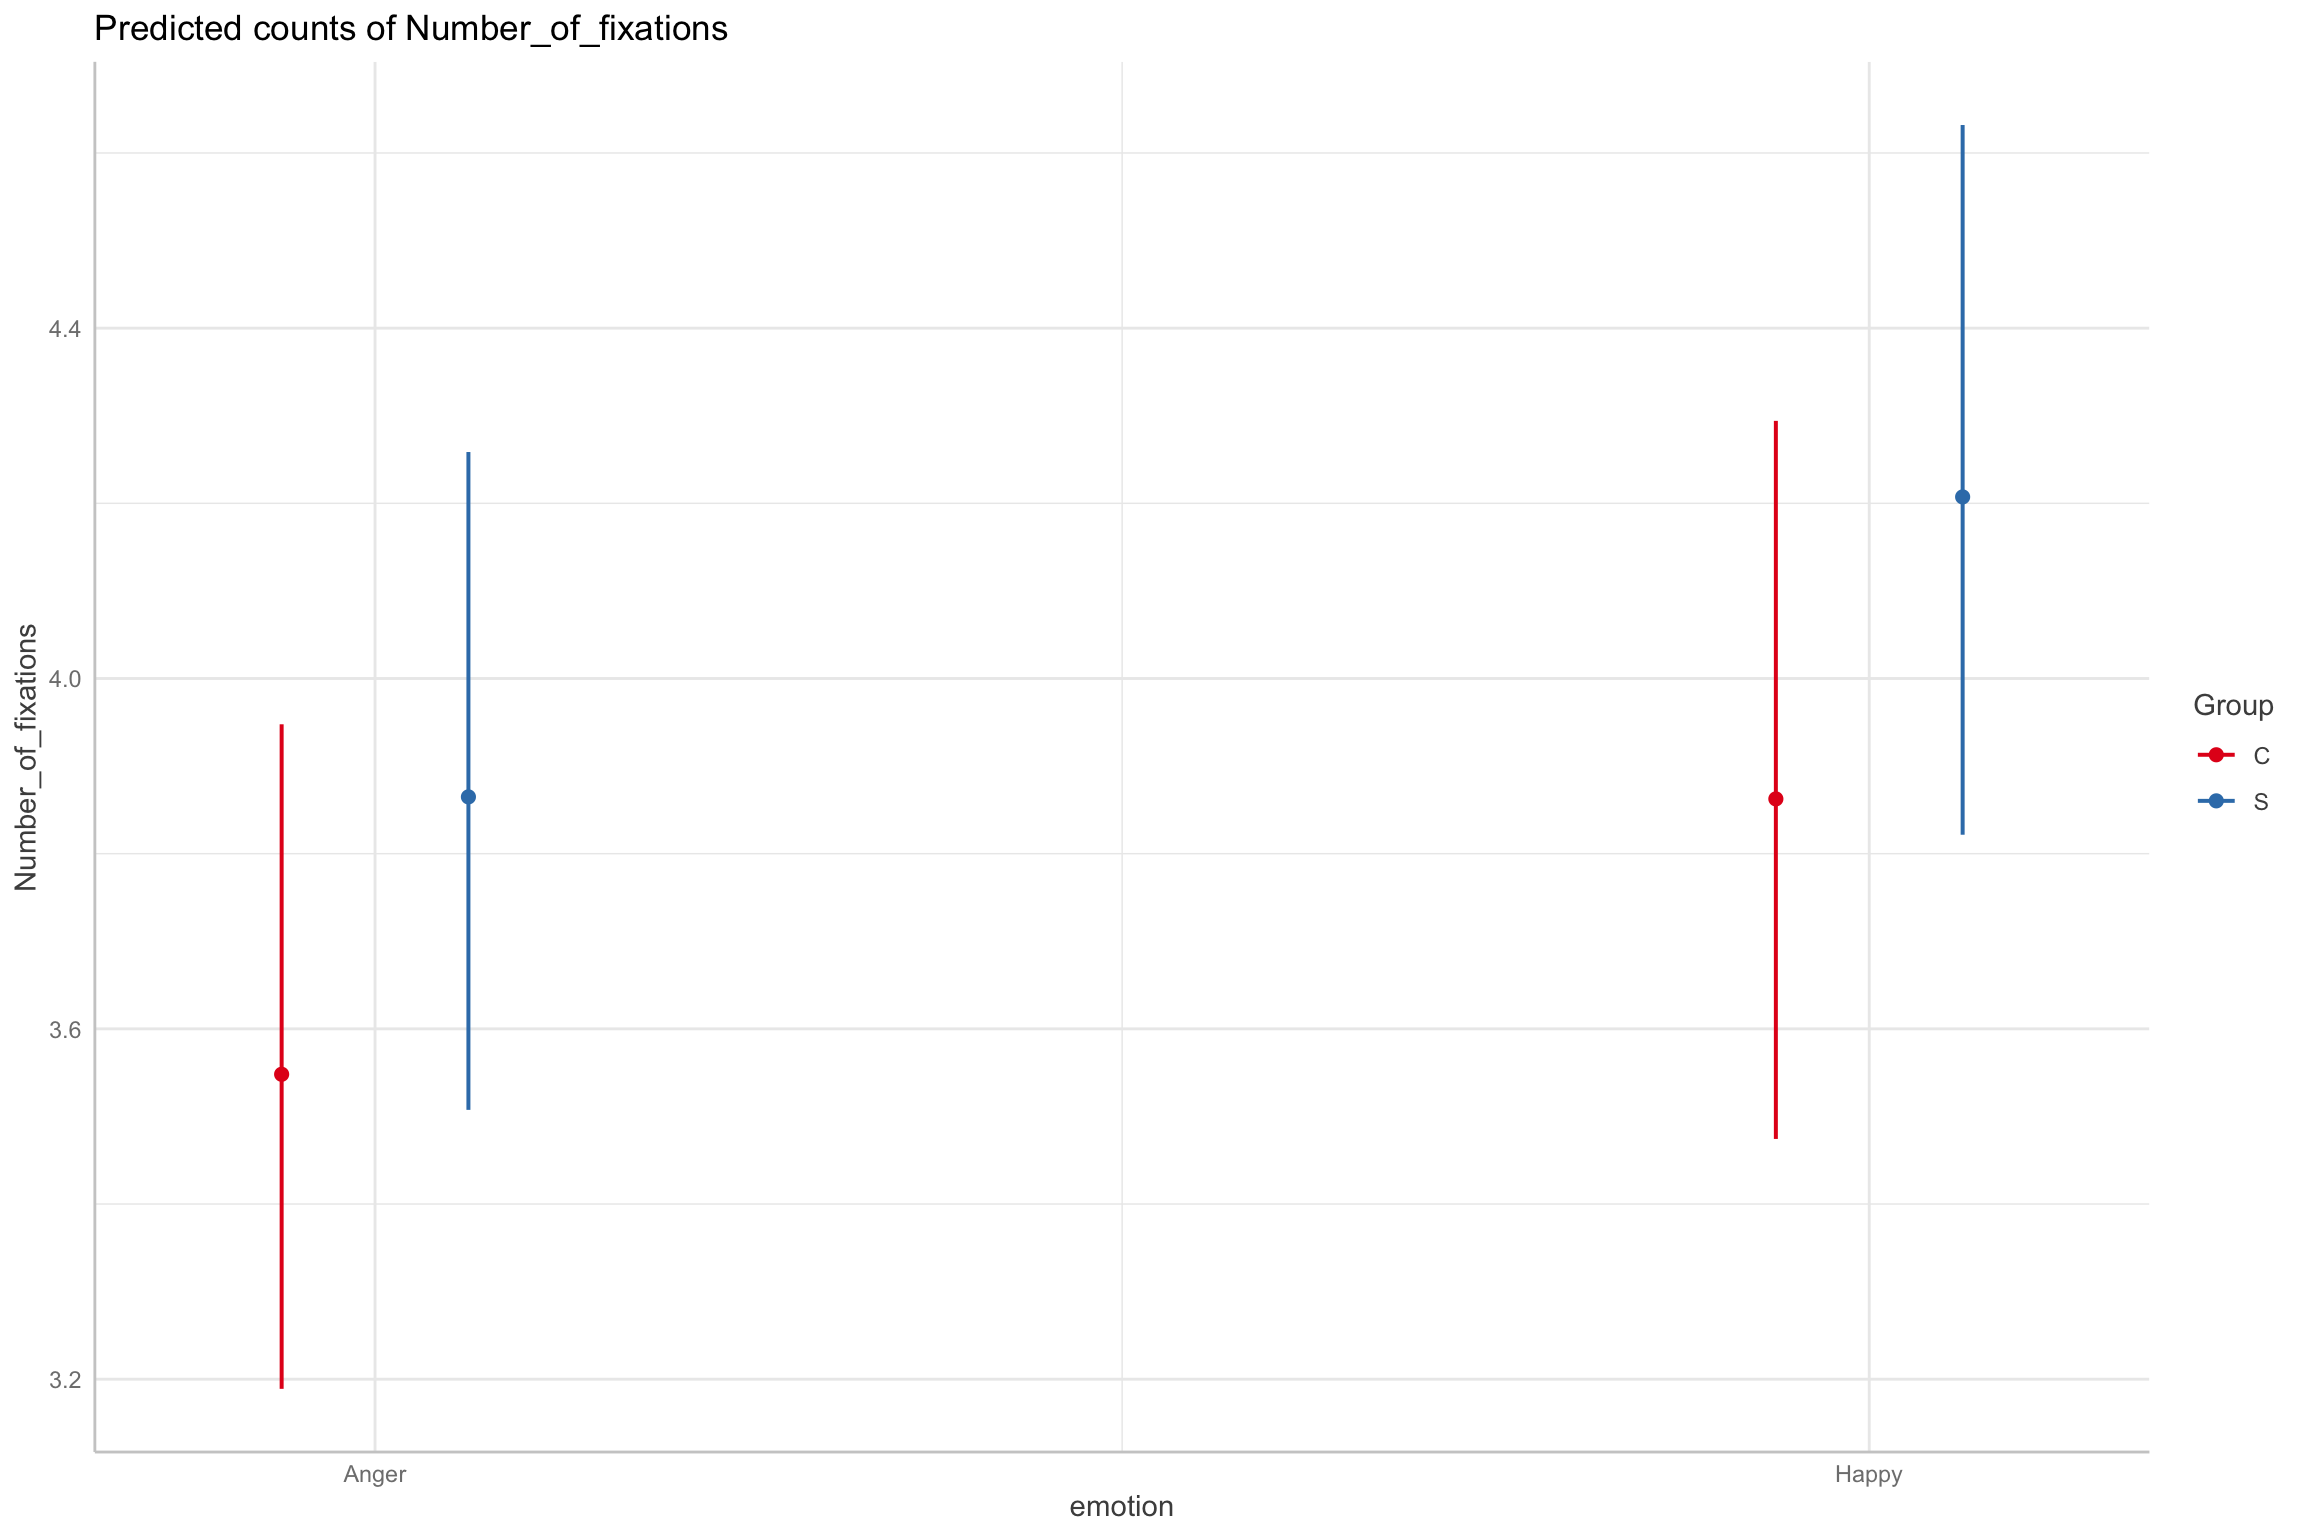 Predicted counts of Number_of_fixations
Number_of_fixations
4.4
4.0
3.6
3.2
Anger
Happy
emotion
Group
C
S